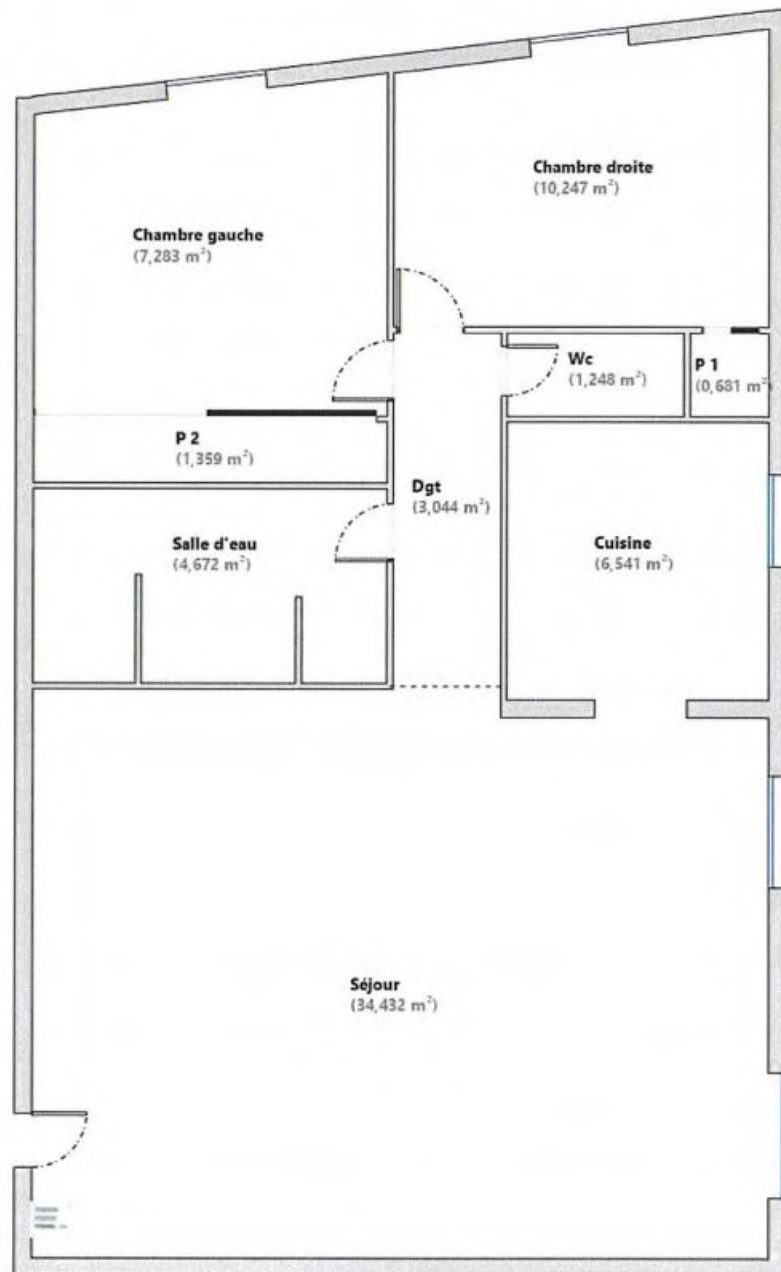 Chambre droite
(10,247 m²)
Chambre gauche
(7,283 m²)
Wc
(1,248 m²)
P 1
(0,681 m²)
P 2
(1,359 m²)
Dgt
(3,044 m²)
Salle d'eau
(4,672 m²)
Cuisine
(6,541 m²)
Séjour
(34,432 m²)